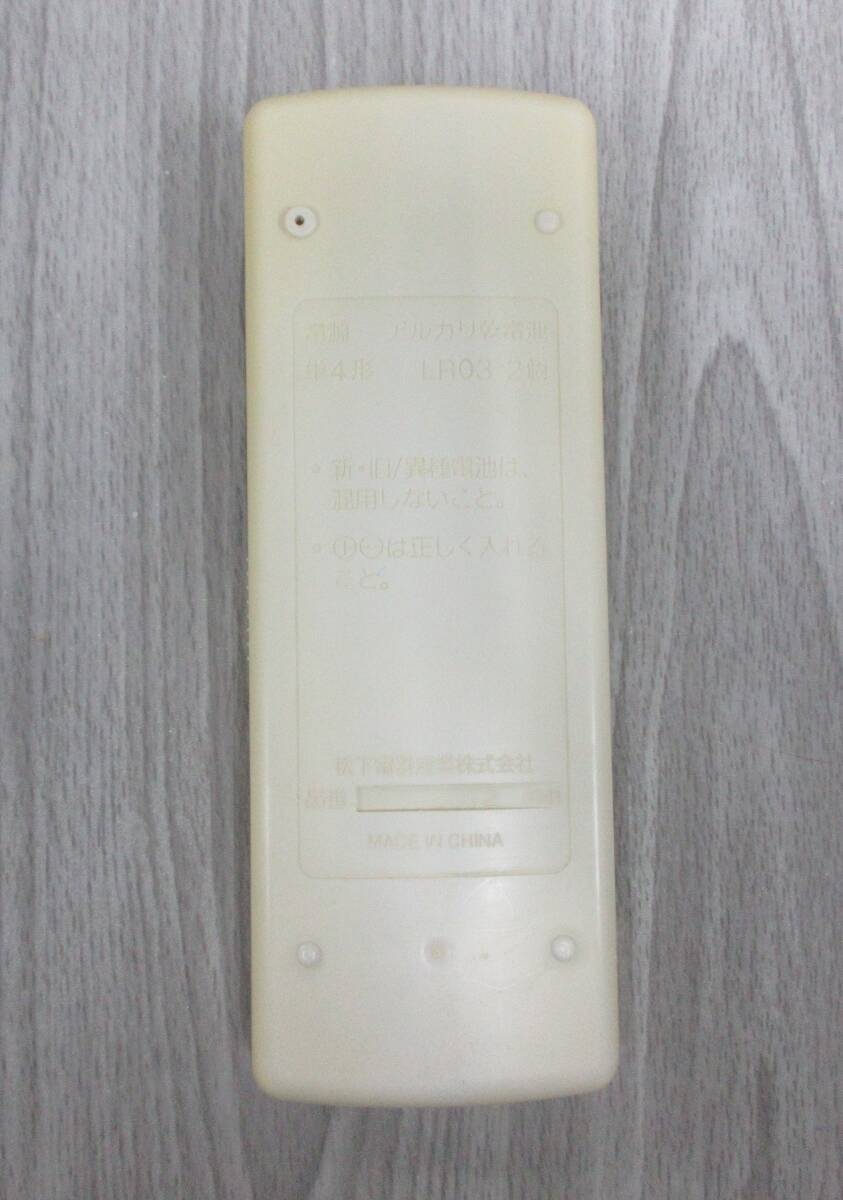 電源 アルカリ乾電池
単4形 LR03 2個
• 新・旧/異種電池は、
混用しないこと。
• ⊕⊖は正しく入れる
こと。
松下電器産業株式会社
品番
MADE IN CHINA